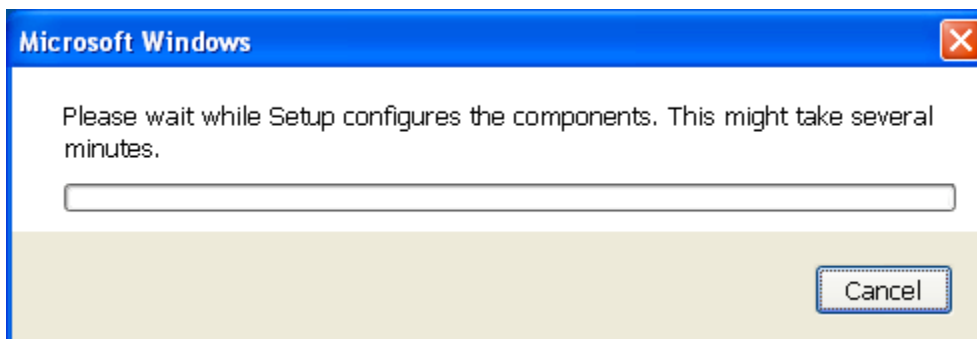 Microsoft Windows
Please wait while Setup configures the components. This might take several
minutes.
Cancel